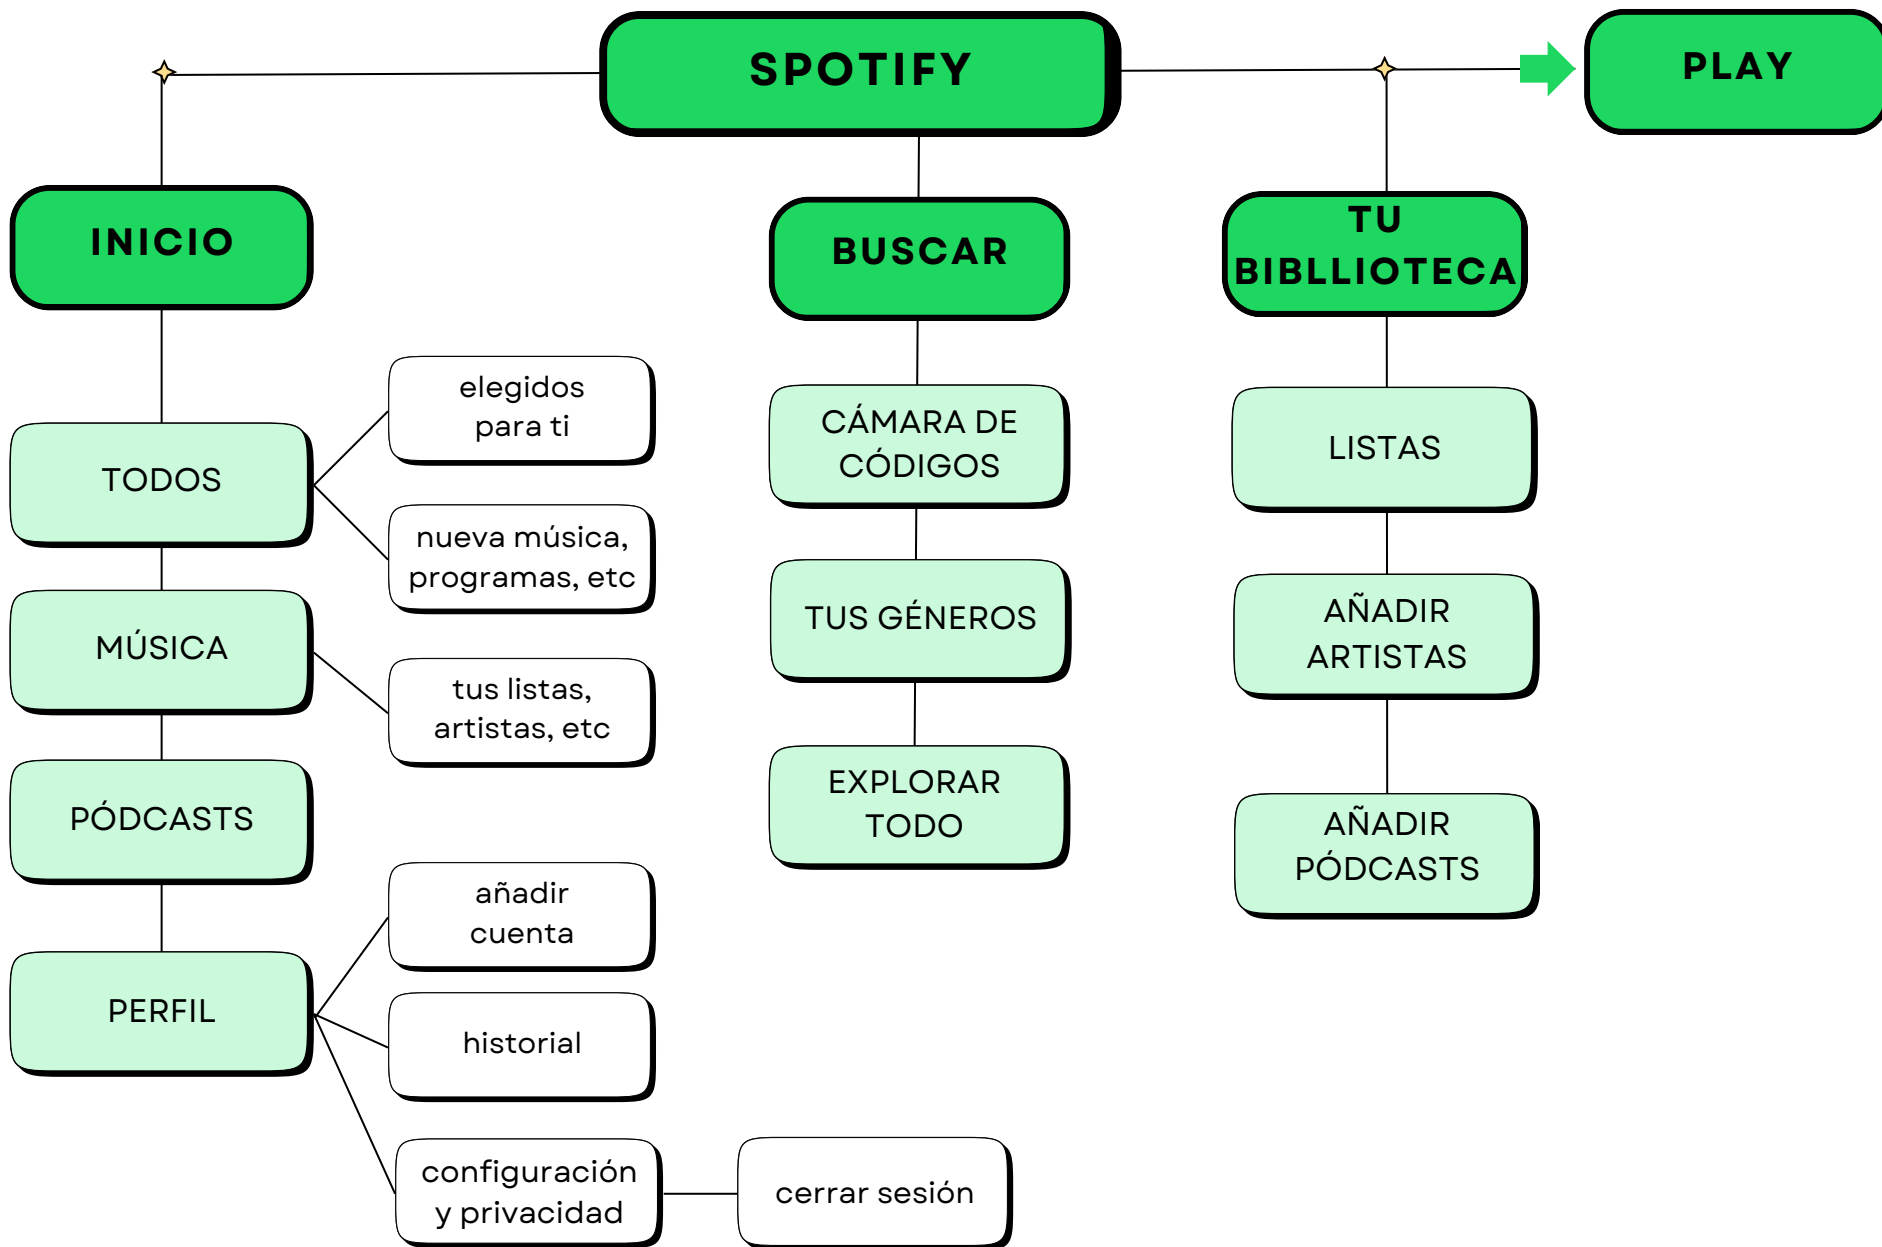 SPOTIFY
PLAY
INICIO
BUSCAR
TU
BIBLLIOTECA
TODOS
elegidos
para ti
nueva música,
programas, etc
MÚSICA
tus listas,
artistas, etc
PÓDCASTS
PERFIL
añadir
cuenta
historial
configuración
y privacidad
cerrar sesión
CÁMARA DE
CÓDIGOS
TUS GÉNEROS
EXPLORAR
TODO
LISTAS
AÑADIR
ARTISTAS
AÑADIR
PÓDCASTS